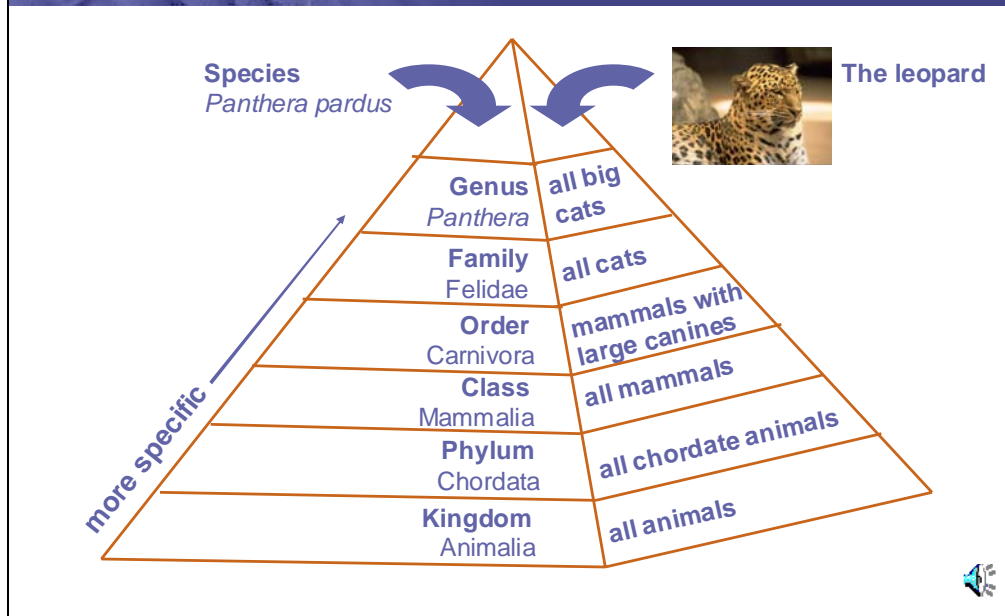 Species
Panthera pardus
The leopard
Genus
Panthera
all big
cats
Family
Felidae
all cats
Order
Carnivora
mammals with
large canines
Class
Mammalia
all mammals
Phylum
Chordata
all chordate animals
Kingdom
Animalia
all animals
more specific